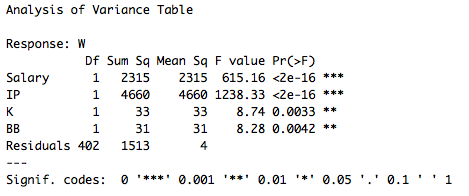 Analysis of Variance Table
Response: W
Df Sum Sq Mean Sq F value Pr(>F)
Salary 1 2315 2315 615.16 <2e-16 ***
IP 1 4660 4660 1238.33 <2e-16 ***
K 1 33 33 8.74 0.0033 **
BB 1 31 31 8.28 0.0042 **
Residuals 402 1513 4
---
Signif. codes: 0 '***' 0.001 '**' 0.01 '*' 0.05 '.' 0.1 ' ' 1